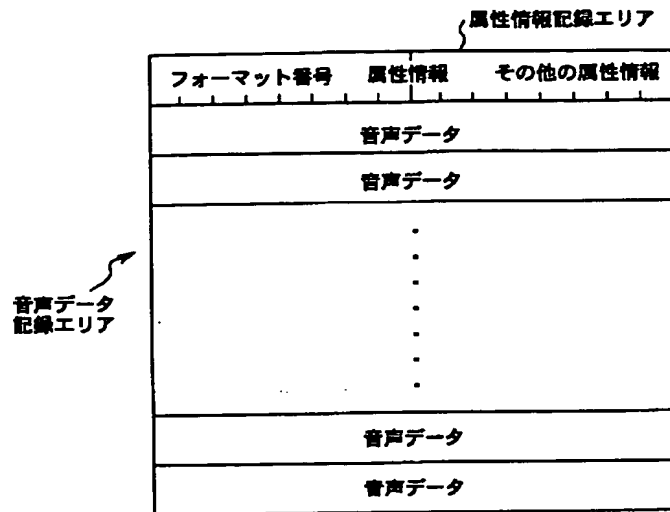 属性情報記録エリア
フォーマット番号 属性情報 その他の属性情報
音声データ
音声データ
音声データ
記録エリア
音声データ
音声データ